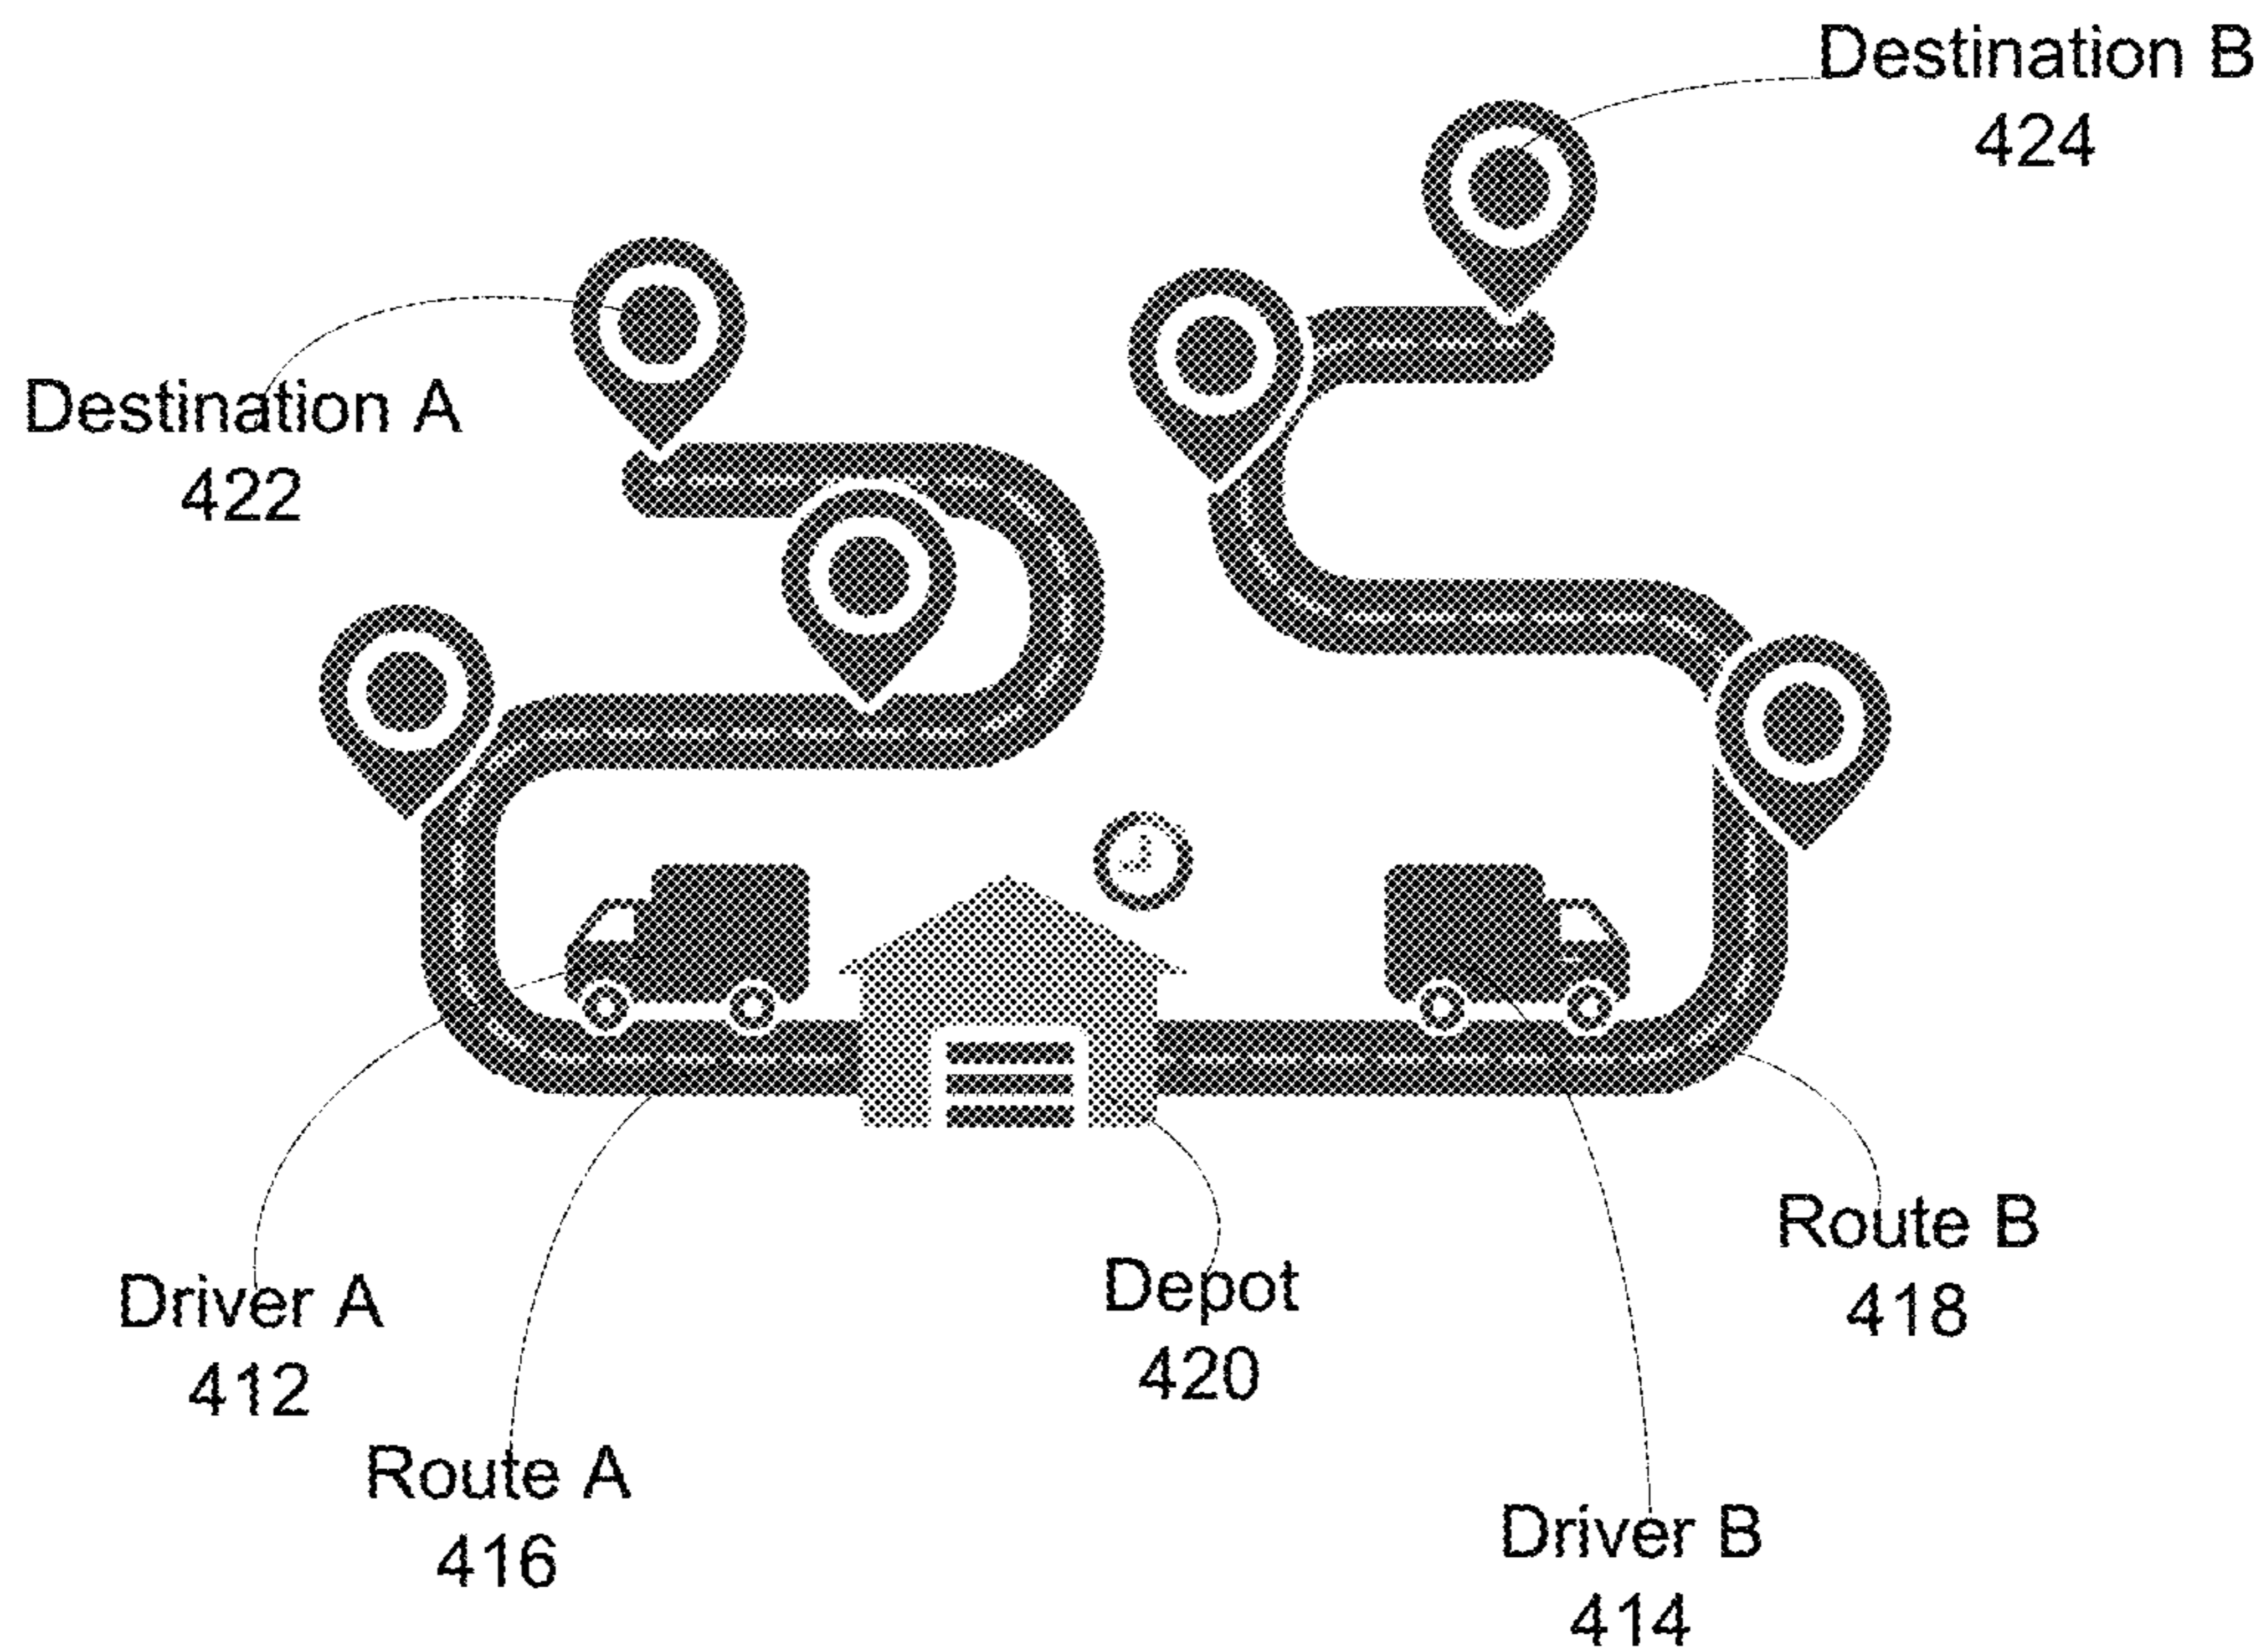 Destination B
424
Destination A
422
Route B
418
Depot
420
Driver A
412
Route A
416
Driver B
414